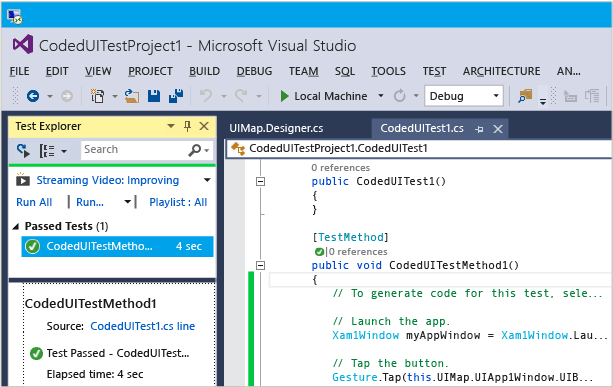 CodedUITestProject1 - Microsoft Visual Studio
FILE EDIT VIEW PROJECT BUILD DEBUG TEAM SQL TOOLS TEST ARCHITECTURE AN...
Local Machine Debug
Test Explorer
Search
Streaming Video: Improving
Run All Run... Playlist : All
Passed Tests (1)
CodedUITestMetho... 4 sec
CodedUITestMethod1
Source: CodedUITest1.cs line
Test Passed - CodedUITest...
Elapsed time: 4 sec
UIMap.Designer.cs CodedUITest1.cs
CodedUITestProject1.CodedUITest1
0 references
public CodedUITest1()
{
}
[TestMethod]
0 references
public void CodedUITestMethod1()
{
// To generate code for this test, sele...
// Launch the app.
Xam1Window myAppWindow = Xam1Window.Lau...
// Tap the button.
Gesture.Tap(this.UIMap.UIApp1Window.UIB...